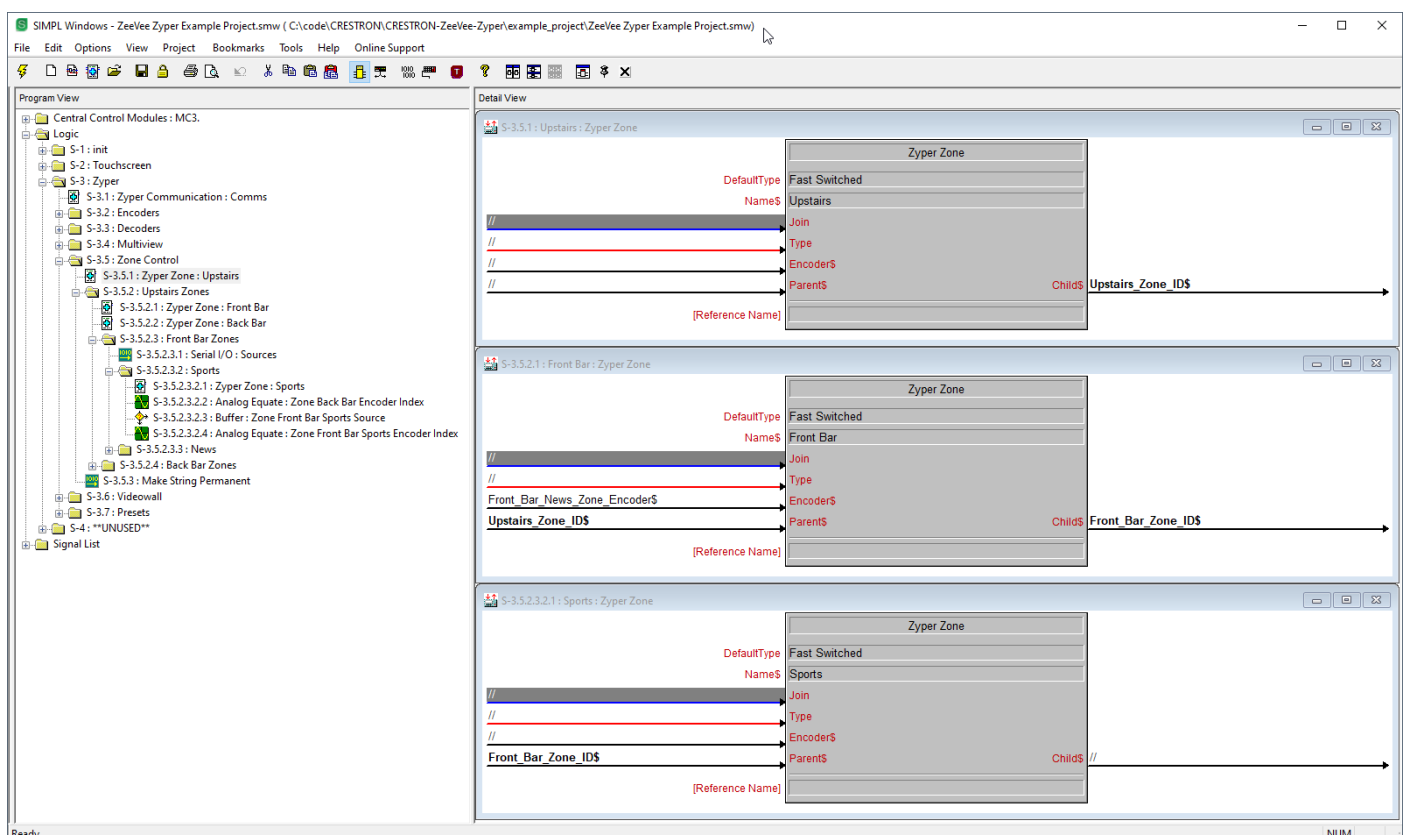 SIMPL Windows - ZeeVee Zyper Example Project.smw ( C:\code\CRESTRON\CRESTRON-ZeeVee-Zyper\example_project\ZeeVee Zyper Example Project.smw)
File Edit Options View Project Bookmarks Tools Help Online Support
Program View
Central Control Modules : MC3.
Logic
S-1 : init
S-2 : Touchscreen
S-3 : Zyper
S-3.1 : Zyper Communication : Comms
S-3.2 : Encoders
S-3.3 : Decoders
S-3.4 : Multiview
S-3.5 : Zone Control
S-3.5.1 : Zyper Zone : Upstairs
S-3.5.2 : Upstairs Zones
S-3.5.2.1 : Zyper Zone : Front Bar
S-3.5.2.2 : Zyper Zone : Back Bar
S-3.5.2.3 : Front Bar Zones
S-3.5.2.3.1 : Serial I/O : Sources
S-3.5.2.3.2 : Sports
S-3.5.2.3.2.1 : Zyper Zone : Sports
S-3.5.2.3.2.2 : Analog Equate : Zone Back Bar Encoder Index
S-3.5.2.3.2.3 : Buffer : Zone Front Bar Sports Source
S-3.5.2.3.2.4 : Analog Equate : Zone Front Bar Sports Encoder Index
S-3.5.2.3.3 : News
S-3.5.2.4 : Back Bar Zones
S-3.5.3 : Make String Permanent
S-3.6 : Videowall
S-3.7 : Presets
S-4 : **UNUSED**
Signal List
Detail View
S-3.5.1 : Upstairs : Zyper Zone
Zyper Zone
DefaultType Fast Switched
Name$ Upstairs
// Join
// Type
// Encoder$
// Parent$ Child$ Upstairs_Zone_ID$
[Reference Name]
S-3.5.2.1 : Front Bar : Zyper Zone
Zyper Zone
DefaultType Fast Switched
Name$ Front Bar
// Join
// Type
Front_Bar_News_Zone_Encoder$ Encoder$
Upstairs_Zone_ID$ Parent$ Child$ Front_Bar_Zone_ID$
[Reference Name]
S-3.5.2.3.2.1 : Sports : Zyper Zone
Zyper Zone
DefaultType Fast Switched
Name$ Sports
// Join
// Type
// Encoder$
Front_Bar_Zone_ID$ Parent$ Child$ //
[Reference Name]
Ready NUM